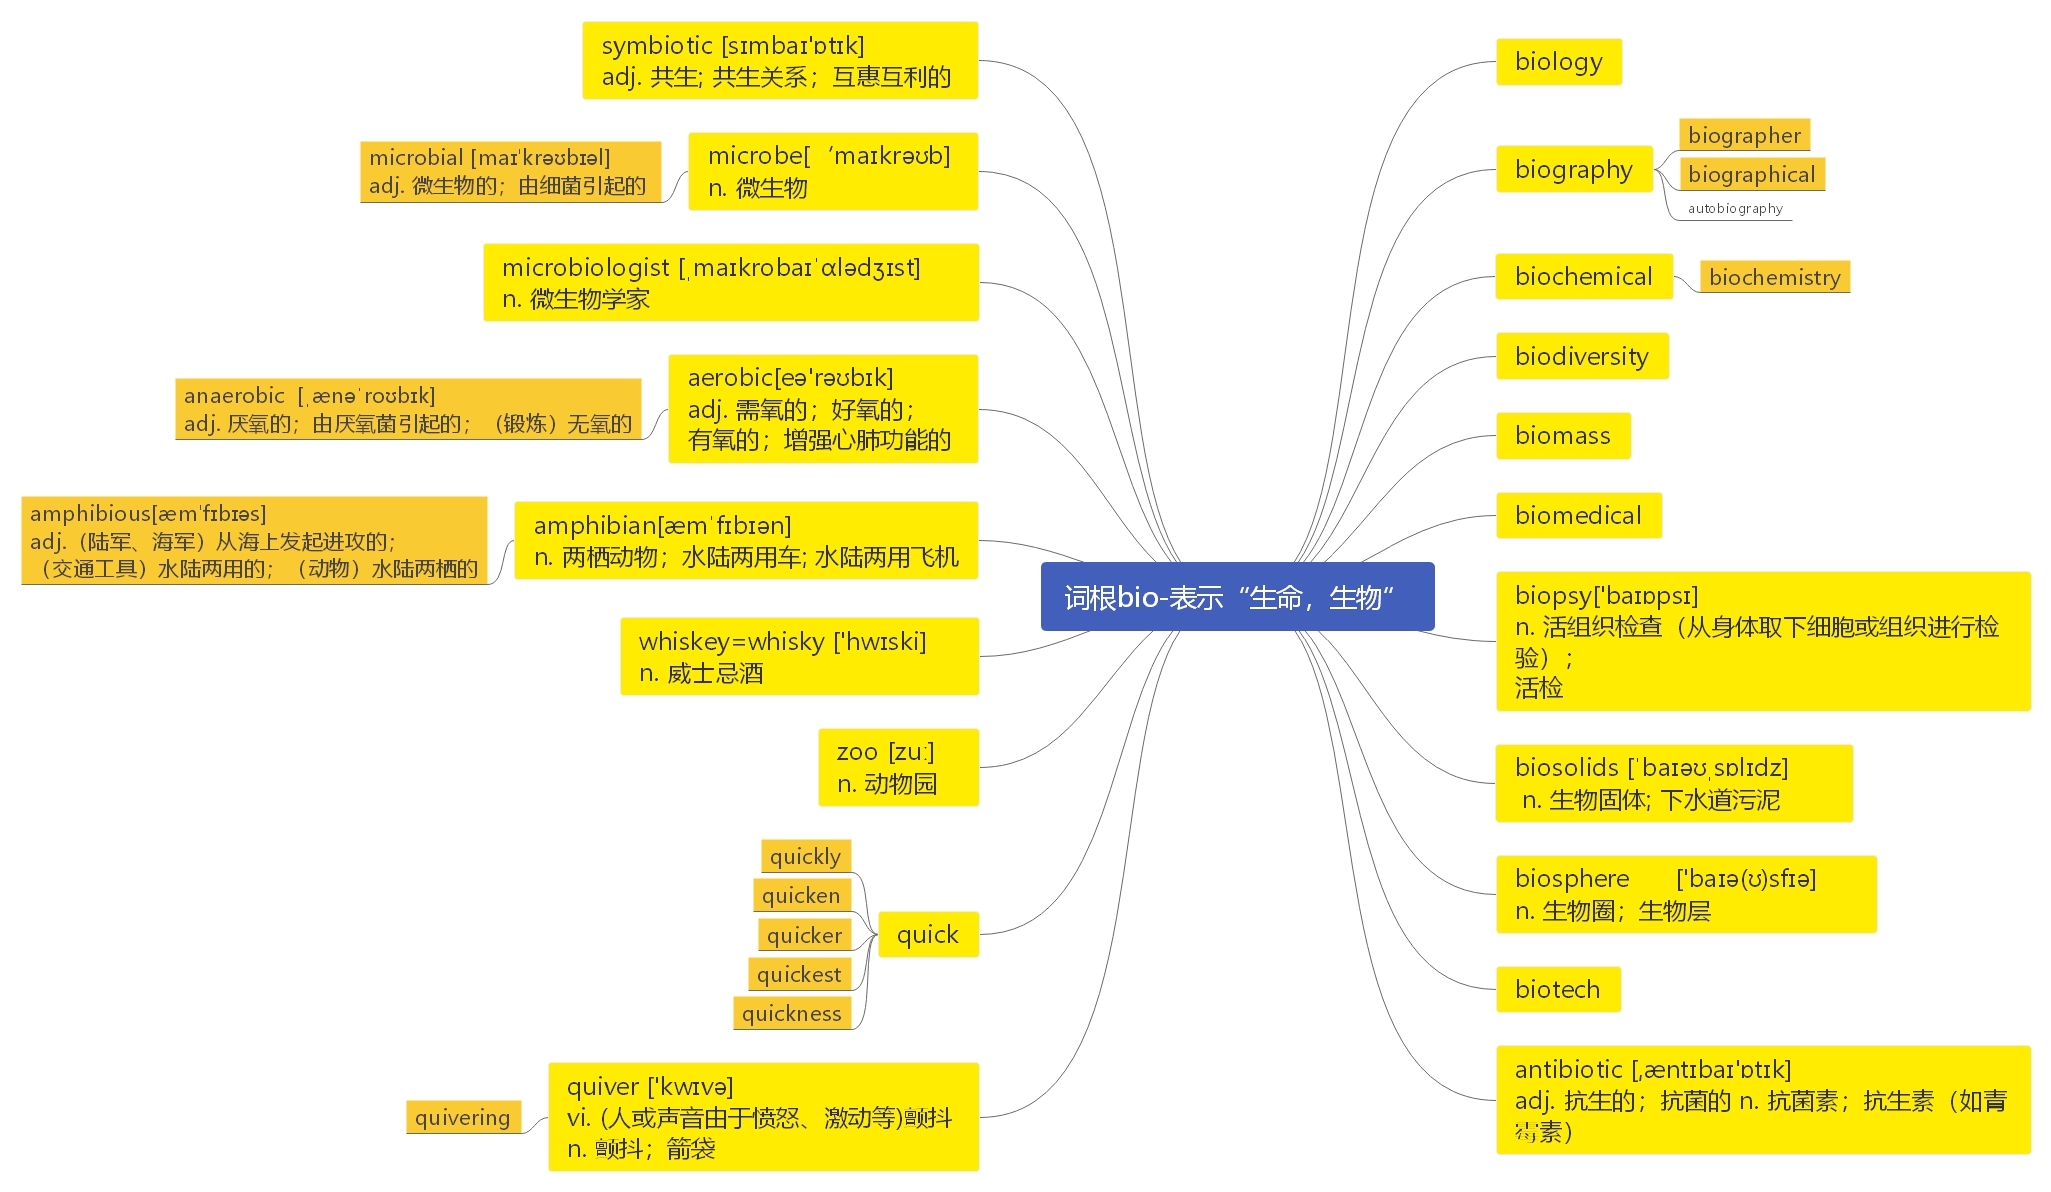 词根bio-表示“生命，生物”
symbiotic [sɪmbaɪ'ɒtɪk]
adj. 共生; 共生关系；互惠互利的
microbe[ ˊmaɪkrəʊb]
n. 微生物
microbial [maɪˈkrəʊbɪəl]
adj. 微生物的；由细菌引起的
microbiologist [ˌmaɪkrobaɪˈɑlədʒɪst]
n. 微生物学家
aerobic[eə'rəʊbɪk]
adj. 需氧的；好氧的；
有氧的；增强心肺功能的
anaerobic [ˌænəˈroʊbɪk]
adj. 厌氧的；由厌氧菌引起的；（锻炼）无氧的
amphibian[æmˈfɪbɪən]
n. 两栖动物；水陆两用车; 水陆两用飞机
amphibious[æmˈfɪbɪəs]
adj.（陆军、海军）从海上发起进攻的；
（交通工具）水陆两用的；（动物）水陆两栖的
whiskey=whisky ['hwɪski]
n. 威士忌酒
zoo [zuː]
n. 动物园
quick
quickly
quicken
quicker
quickest
quickness
quiver ['kwɪvə]
vi. (人或声音由于愤怒、激动等)颤抖
n. 颤抖；箭袋
quivering
biology
biography
biographer
biographical
autobiography
biochemical
biochemistry
biodiversity
biomass
biomedical
biopsy['baɪɒpsɪ]
n. 活组织检查（从身体取下细胞或组织进行检
验）；
活检
biosolids [ˈbaɪəʊˌsɒlɪdz]
n. 生物固体; 下水道污泥
biosphere ['baɪə(ʊ)sfɪə]
n. 生物圈；生物层
biotech
antibiotic [ˌæntɪbaɪ'ɒtɪk]
adj. 抗生的；抗菌的 n. 抗菌素；抗生素（如青
霉素）